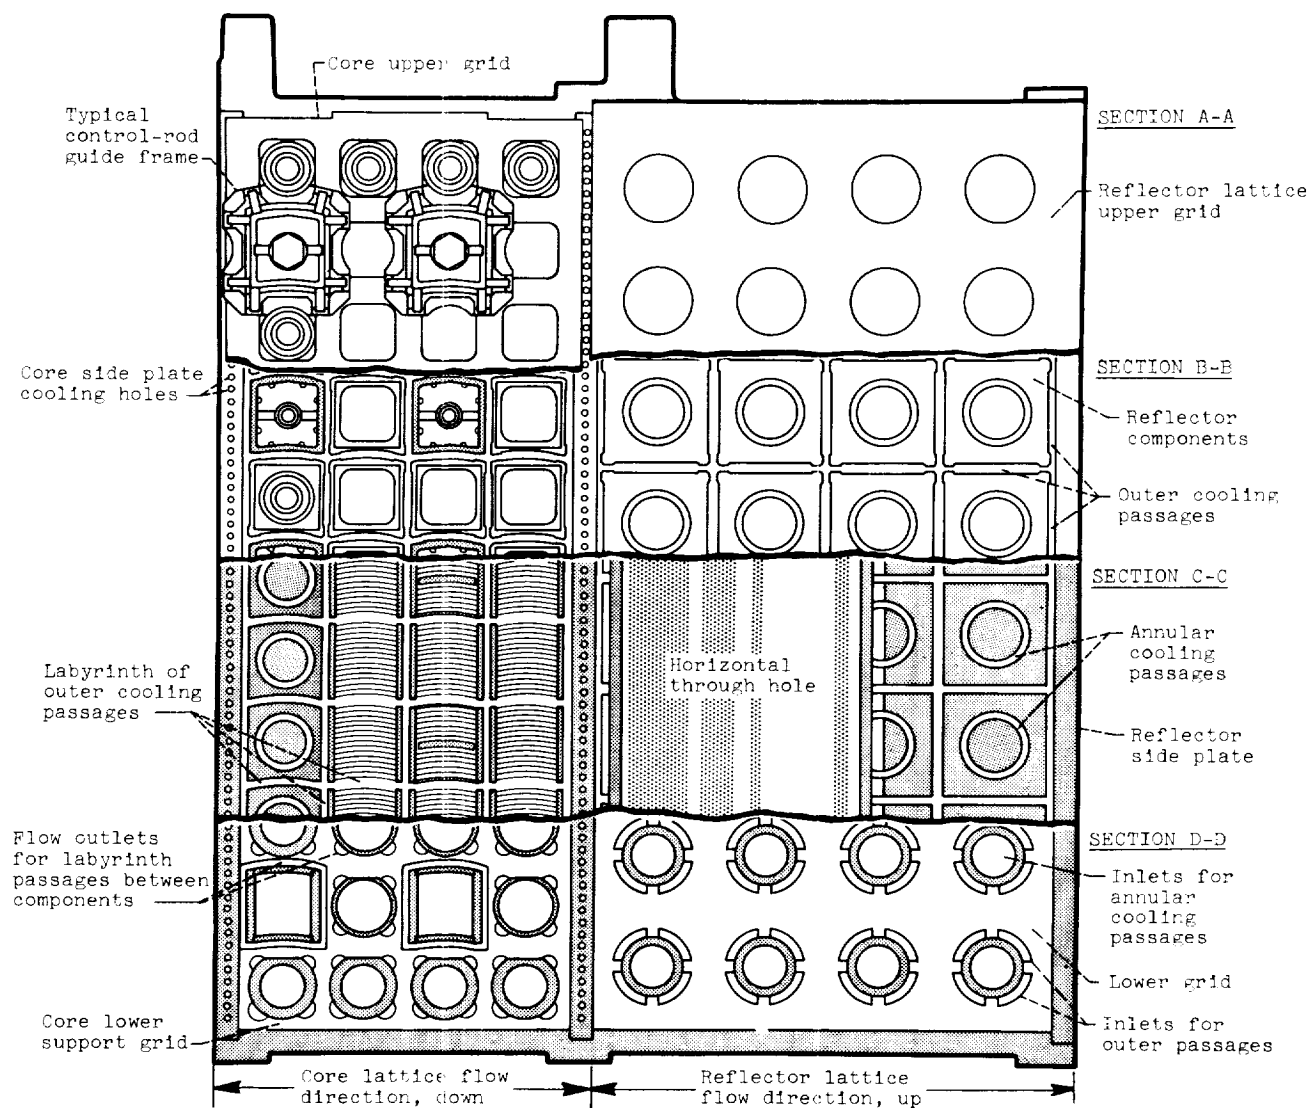 Core upper grid
Typical
control-rod
guide frame
SECTION A-A
Reflector lattice
upper grid
Core side plate
cooling holes
SECTION B-B
Reflector
components
Outer cooling
passages
SECTION C-C
Annular
cooling
passages
Horizontal
through hole
Labyrinth of
outer cooling
passages
Reflector
side plate
Flow outlets
for labyrinth
passages between
components
SECTION D-D
Inlets for
annular
cooling
passages
Lower grid
Core lower
support grid
Inlets for
outer passages
Core lattice flow
direction, down
Reflector lattice
flow direction, up